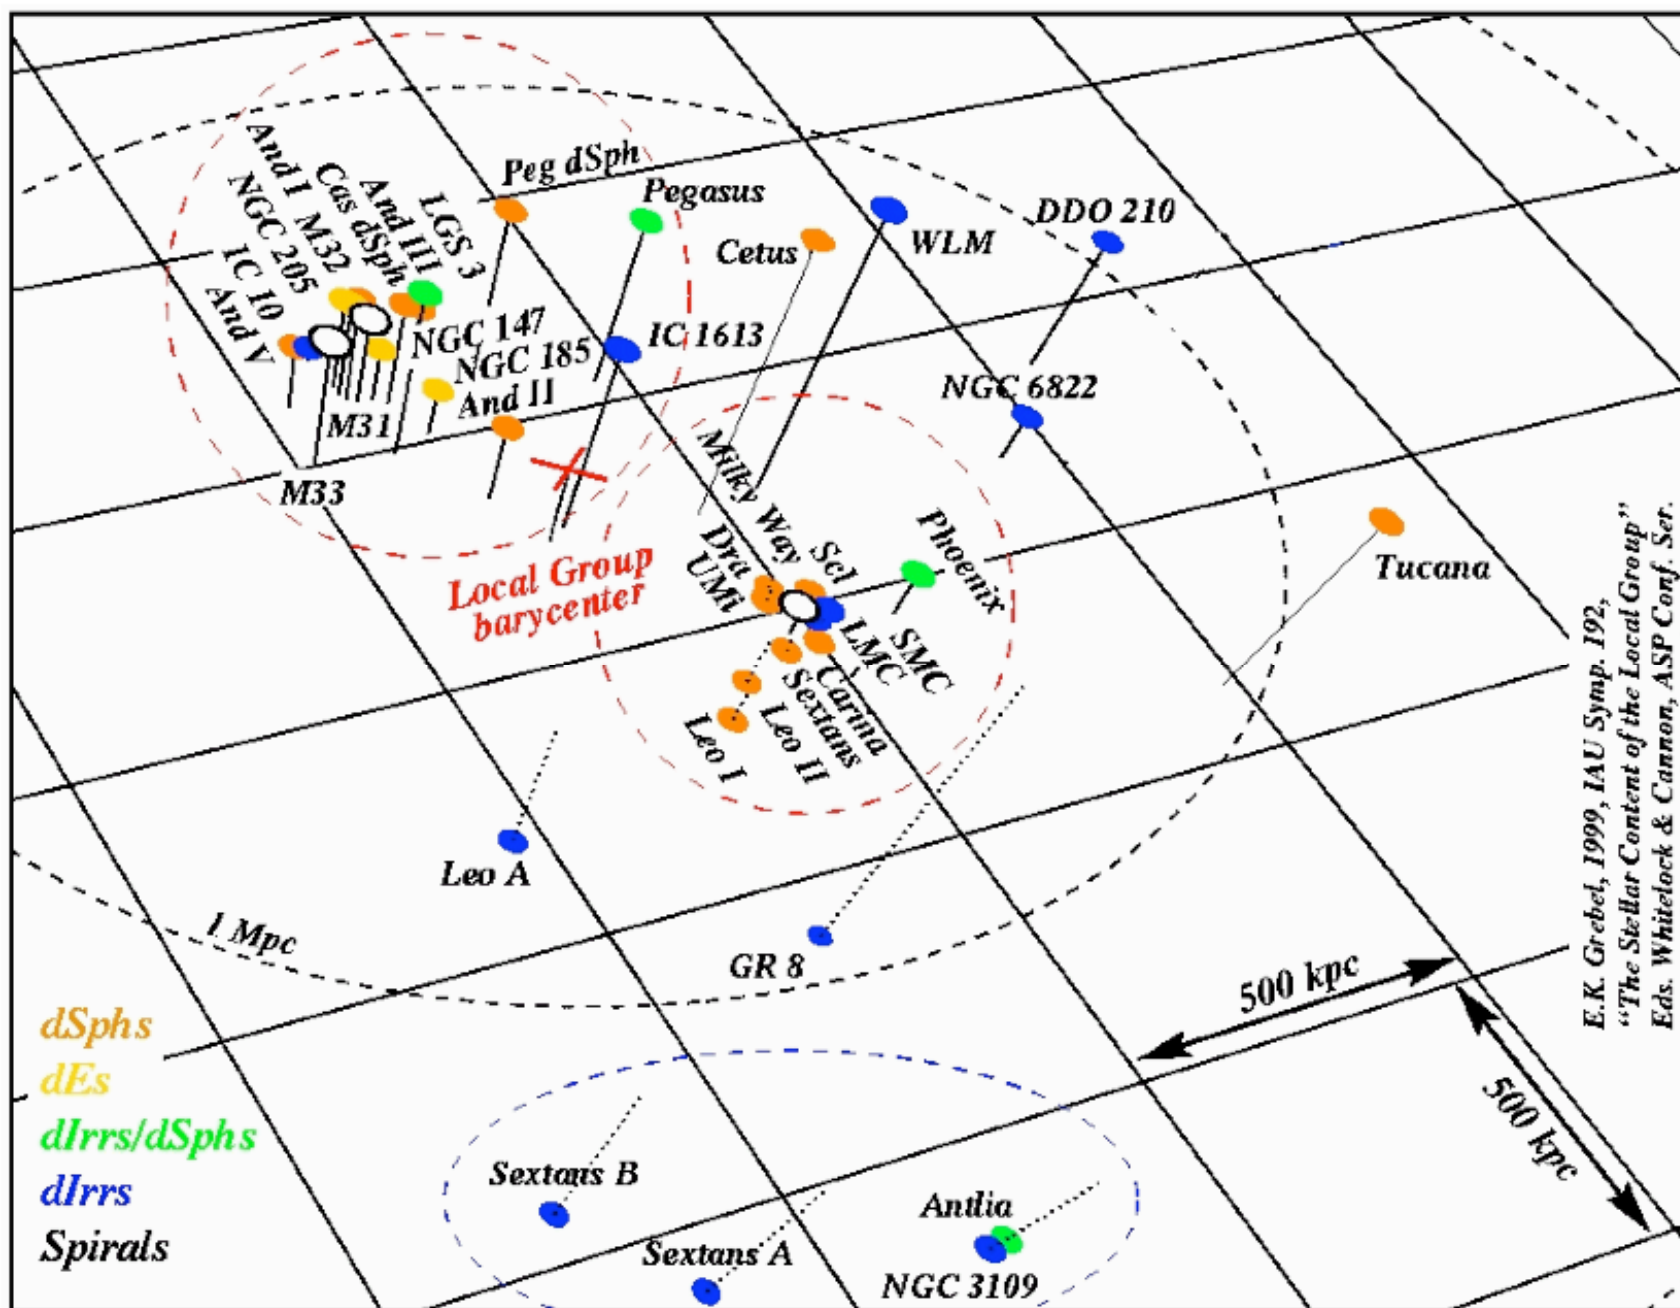 And I
M32
Cas dSph
And III
LGS 3
NGC 205
IC 10
And V
Peg dSph
Pegasus
Cetus
WLM
DDO 210
NGC 147
NGC 185
And II
IC 1613
NGC 6822
M31
M33
Milky Way
Scl
Phoenix
Tucana
Dra
UMi
Local Group
barycenter
LMC
SMC
Carina
Sextans
Leo II
Leo I
Leo A
GR 8
1 Mpc
500 kpc
500 kpc
dSphs
dEs
dIrrs/dSphs
dIrrs
Spirals
Sextans B
Sextans A
Antlia
NGC 3109
E.K. Grebel, 1999, IAU Symp. 192,
“The Stellar Content of the Local Group”
Eds. Whitelock & Cannon, ASP Conf. Ser.